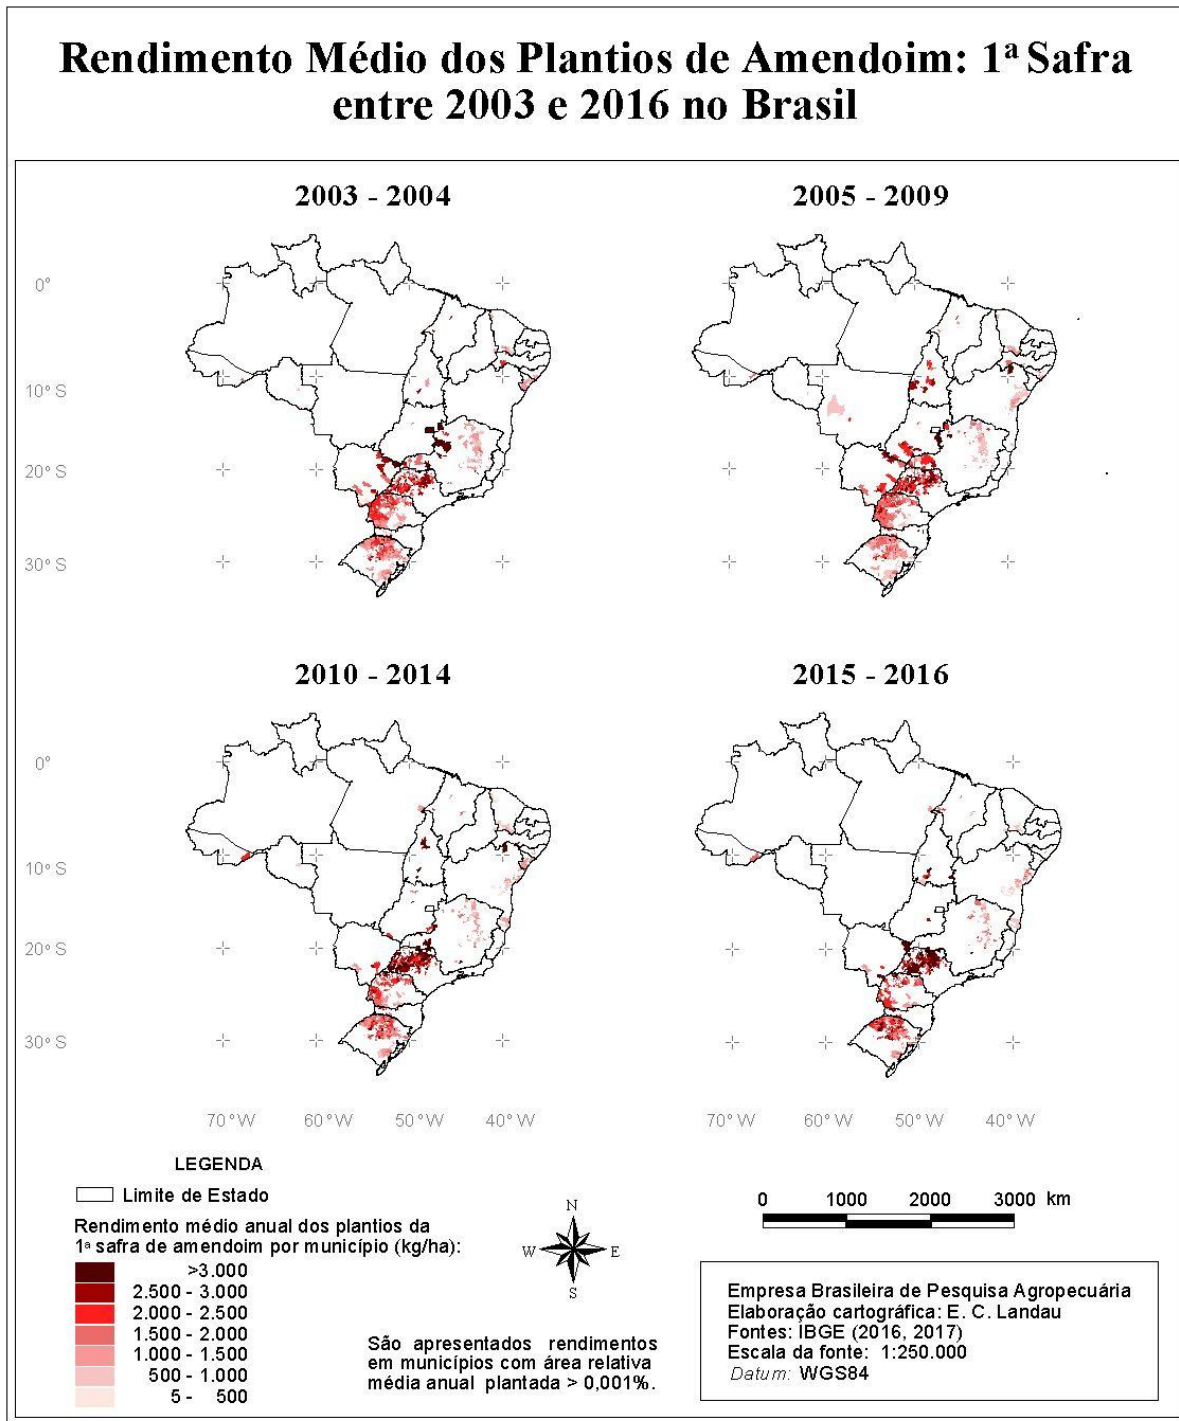 Rendimento Médio dos Plantios de Amendoim: 1ª Safra
entre 2003 e 2016 no Brasil
2003 - 2004
2005 - 2009
0°
10° S
20° S
30° S
2010 - 2014
2015 - 2016
0°
10° S
20° S
30° S
70° W 60° W 50° W 40° W
70° W 60° W 50° W 40° W
LEGENDA
Limite de Estado
Rendimento médio anual dos plantios da
1ª safra de amendoim por município (kg/ha):
>3.000
2.500 - 3.000
2.000 - 2.500
1.500 - 2.000
1.000 - 1.500
500 - 1.000
5 - 500
N
W E
S
São apresentados rendimentos
em municípios com área relativa
média anual plantada > 0,001%.
0 1000 2000 3000 km
Empresa Brasileira de Pesquisa Agropecuária
Elaboração cartográfica: E. C. Landau
Fontes: IBGE (2016, 2017)
Escala da fonte: 1:250.000
Datum: WGS84